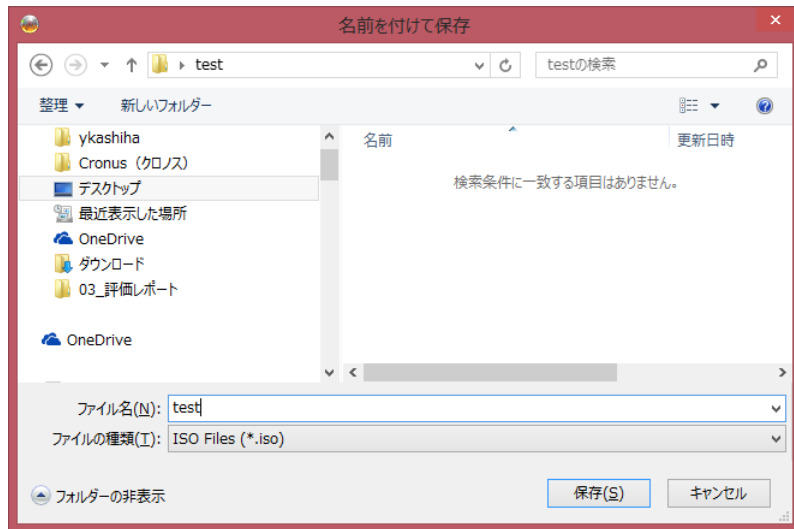 名前を付けて保存
test
testの検索
整理
新しいフォルダー
ykashiha
Cronus（クロノス）
デスクトップ
最近表示した場所
OneDrive
ダウンロード
03_評価レポート
OneDrive
名前
更新日時
検索条件に一致する項目はありません。
ファイル名(N): test
ファイルの種類(T): ISO Files (*.iso)
フォルダーの非表示
保存(S)
キャンセル